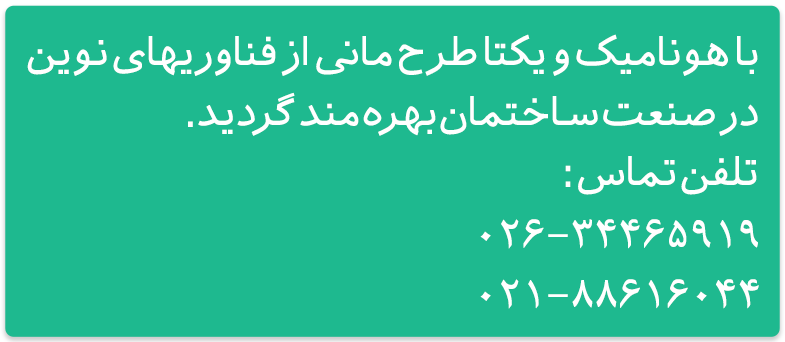 با هونامیک و یکتا طرح مانی از فناوریهای نوین
در صنعت ساختمان بهره مند گردید.
تلفن تماس:
۰۲۶-۳۴۴۶۵۹۱۹
۰۲۱-۸۸۶۱۶۰۴۴